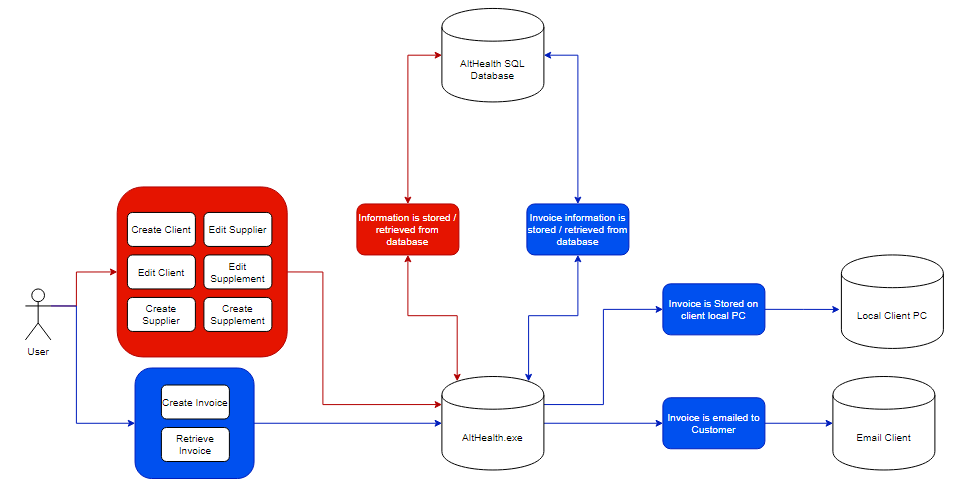 AltHealth SQL
Database
Information is stored /
retrieved from
database
Invoice information is
stored / retrieved from
database
Create Client
Edit Supplier
Edit Client
Edit
Supplement
Create
Supplier
Create
Supplement
User
Create Invoice
Retrieve
Invoice
AltHealth.exe
Invoice is Stored on
client local PC
Local Client PC
Invoice is emailed to
Customer
Email Client